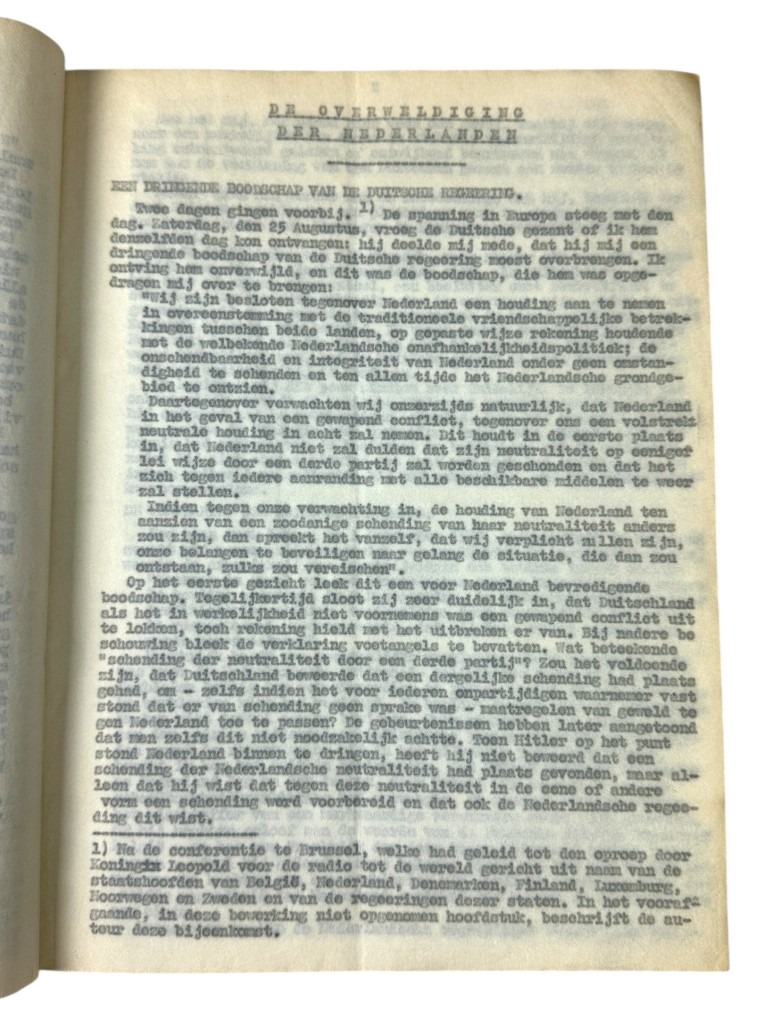 DE OVERWELDIGING
DER NEDERLANDEN
EEN DRINGENDE BOODSCHAP VAN DE DUITSCHE REGEERING.
Twee dagen gingen voorbij. 1) De spanning in Europa steeg met den
dag. Zaterdag, den 25 Augustus, vroeg de Duitsche gezant of ik hem
denzelfden dag kon ontvangen: hij deelde mij mede, dat hij mij een
dringende boodschap van de Duitsche regeering moest overbrengen. Ik
ontving hem onverwijld, en dit was de boodschap, die hem was opge-
dragen mij over te brengen:
"Wij zijn besloten tegenover Nederland een houding aan te nemen
in overeenstemming met de traditioneele vriendschappelijke betrek-
kingen tusschen beide landen, op gepaste wijze rekening houdende
met de welbekende Nederlandsche onafhankelijkheidspolitiek; de
onschendbaarheid en integriteit van Nederland onder geen omstan-
digheid te schenden en ten allen tijde het Nederlandsche grondge-
bied te ontzien.
Daartegenover verwachten wij onzerzijds natuurlijk, dat Nederland
in het geval van een gewapend conflict, tegenover ons een volstrekt
neutrale houding in acht zal nemen. Dit houdt in de eerste plaats
in, dat Nederland niet zal dulden dat zijn neutraliteit op eenigef
lei wijze door een derde partij zal worden geschonden en dat het
zich tegen iedere aanranding met alle beschikbare middelen te weer
zal stellen.
Indien tegen onze verwachting in, de houding van Nederland ten
aanzien van een zoodanige schending van haar neutraliteit anders
zou zijn, dan spreekt het vanzelf, dat wij verplicht zullen zijn,
onze belangen te beveiligen naar gelang de situatie, die dan zou
ontstaan, zulks zou vereischen".
Op het eerste gezicht leek dit een voor Nederland bevredigende
boodschap. Tegelijkertijd sloot zij zeer duidelijk in, dat Duitschland
als het in werkelijkheid niet voornemens was een gewapend conflict uit
te lokken, toch rekening hield met het uitbreken er van. Bij nadere be
schouwing bleek de verklaring voetangels te bevatten. Wat beteekende
"schending der neutraliteit door een derde partij"? Zou het voldoende
zijn, dat Duitschland beweerde dat een dergelijke schending had plaats
gehad, om - zelfs indien het voor iederen onpartijdigen waarnemer vast
stond dat er van schending geen sprake was - maatregelen van geweld te
gen Nederland toe te passen? De gebeurtenissen hebben later aangetoond
dat men zelfs dit niet noodzakelijk achtte. Toen Hitler op het punt
stond Nederland binnen te dringen, heeft hij niet beweerd dat een
schending der Nederlandsche neutraliteit had plaats gevonden, maar al-
leen dat hij wist dat tegen deze neutraliteit in de eene of andere
vorm een schending werd voorbereid en dat ook de Nederlandsche regee-
ding dit wist.
1) Na de conferentie te Brussel, welke had geleid tot den oproep door
Koningin Leopold voor de radio tot de wereld gericht uit naam van de
staatshoofden van België, Nederland, Denemarken, Finland, Luxemburg,
Noorwegen en Zweden en van de regeeringen dezer staten. In het vooraf-
gaande, in deze bewerking niet opgenomen hoofdstuk, beschrijft de au-
teur deze bijeenkomst.